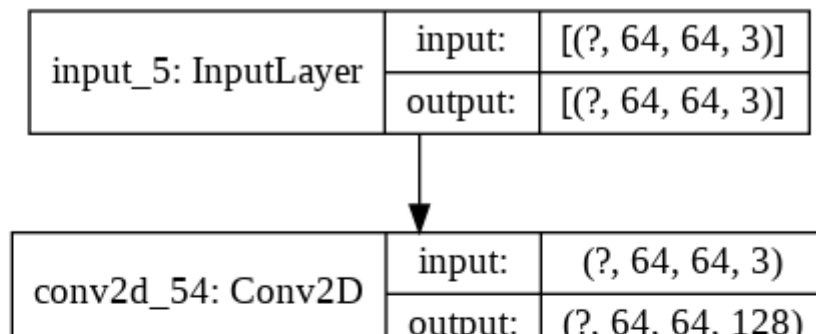 input_5: InputLayer
input: [(?, 64, 64, 3)]
output: [(?, 64, 64, 3)]
conv2d_54: Conv2D
input: (?, 64, 64, 3)
output: (?, 64, 64, 128)